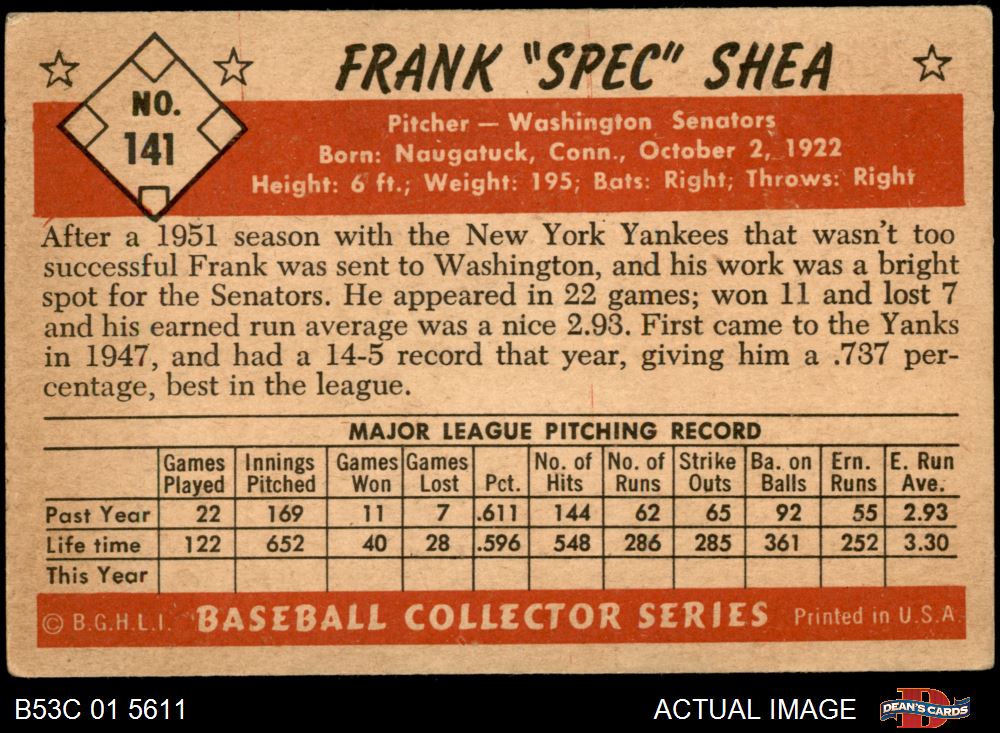 NO.
141
FRANK "SPEC" SHEA
Pitcher — Washington Senators
Born: Naugatuck, Conn., October 2, 1922
Height: 6 ft.; Weight: 195; Bats: Right; Throws: Right
After a 1951 season with the New York Yankees that wasn't too
successful Frank was sent to Washington, and his work was a bright
spot for the Senators. He appeared in 22 games; won 11 and lost 7
and his earned run average was a nice 2.93. First came to the Yanks
in 1947, and had a 14-5 record that year, giving him a .737 per-
centage, best in the league.
MAJOR LEAGUE PITCHING RECORD
Games Played Innings Pitched Games Won Games Lost Pct. No. of Hits No. of Runs Strike Outs Ba. on Balls Ern. Runs E. Run Ave.
Past Year 22 169 11 7 .611 144 62 65 92 55 2.93
Life time 122 652 40 28 .596 548 286 285 361 252 3.30
This Year
© B.G.H.L.I. BASEBALL COLLECTOR SERIES Printed in U.S.A.
B53C 01 5611 ACTUAL IMAGE DEAN'S CARDS